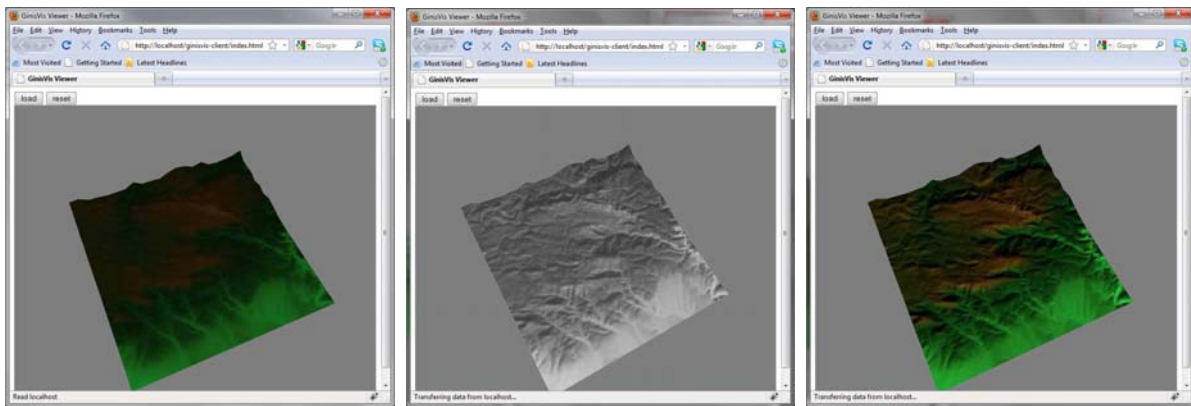 GinisVis Viewer - Mozilla Firefox
File Edit View History Bookmarks Tools Help
http://localhost/ginisvis-client/index.html
Google
Most Visited Getting Started Latest Headlines
GinisVis Viewer
load reset
Read localhost
GinisVis Viewer - Mozilla Firefox
File Edit View History Bookmarks Tools Help
http://localhost/ginisvis-client/index.html
Google
Most Visited Getting Started Latest Headlines
GinisVis Viewer
load reset
Transferring data from localhost...
GinisVis Viewer - Mozilla Firefox
File Edit View History Bookmarks Tools Help
http://localhost/ginisvis-client/index.html
Google
Most Visited Getting Started Latest Headlines
GinisVis Viewer
load reset
Transferring data from localhost...